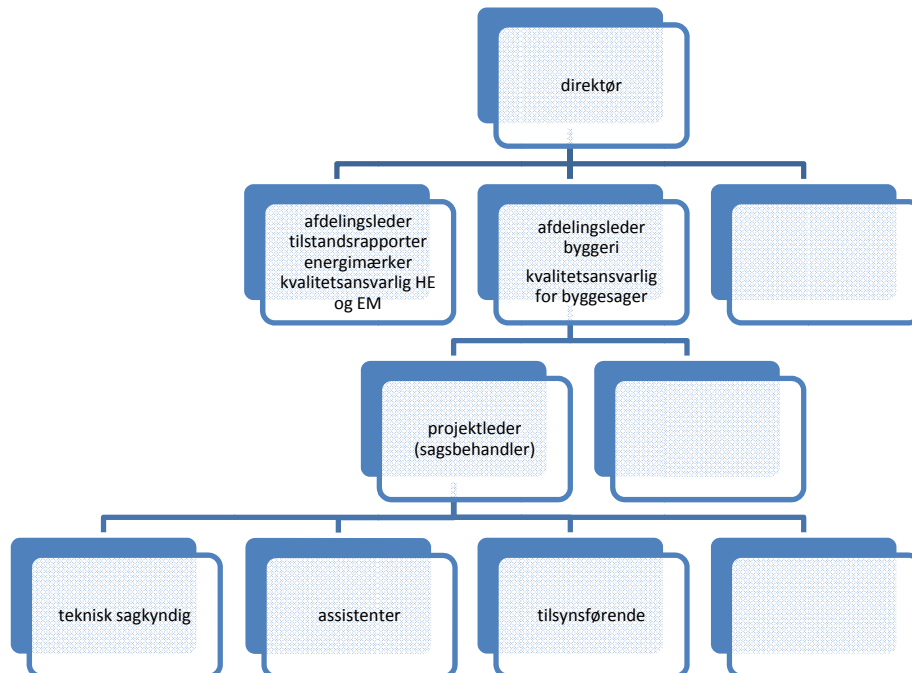 direktør
afdelingsleder
tilstandsrapporter
energimærker
kvalitetsansvarlig HE
og EM
afdelingsleder
byggeri
kvalitetsansvarlig
for byggesager
projektleder
(sagsbehandler)
teknisk sagkyndig
assistenter
tilsynsførende